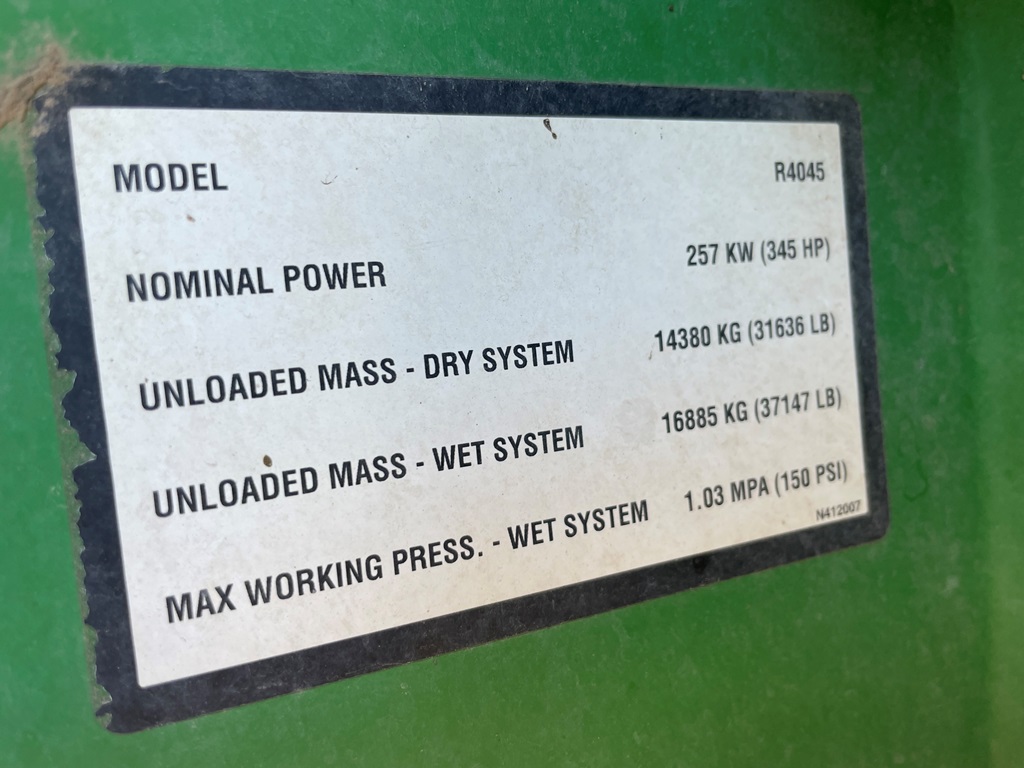 MODEL R4045
NOMINAL POWER 257 KW (345 HP)
UNLOADED MASS - DRY SYSTEM 14380 KG (31636 LB)
UNLOADED MASS - WET SYSTEM 16885 KG (37147 LB)
MAX WORKING PRESS. - WET SYSTEM 1.03 MPA (150 PSI)
N412007